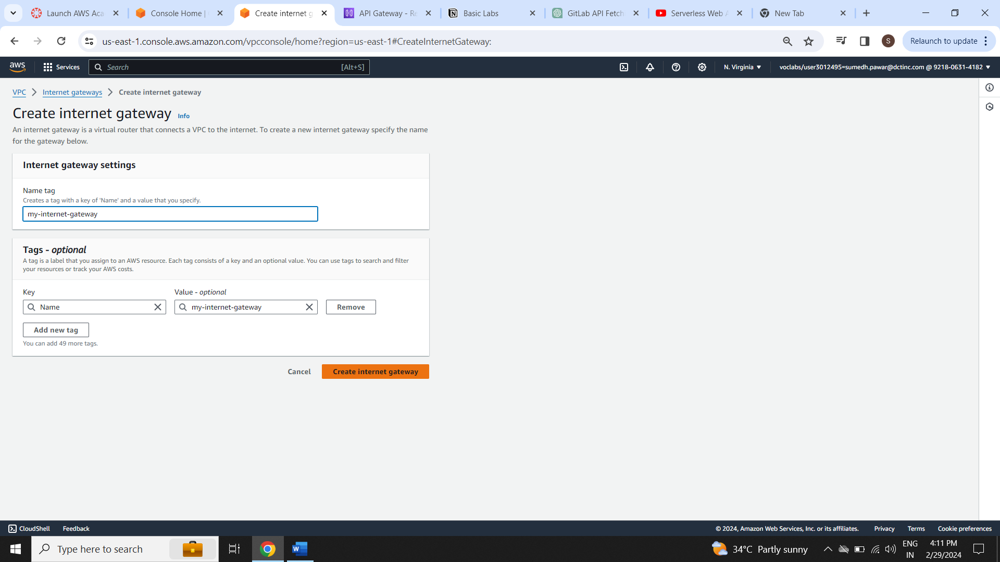 Launch AWS Aca
Console Home |
Create internet g
API Gateway - Re
Basic Labs
GitLab API Fetch
Serverless Web A
New Tab
us-east-1.console.aws.amazon.com/vpcconsole/home?region=us-east-1#CreateInternetGateway:
S
Relaunch to update
aws
Services
Search
[Alt+S]
N. Virginia
voclabs/user3012495=sumedh.pawar@dctinc.com @ 9218-0631-4182
VPC
Internet gateways
Create internet gateway
Create internet gateway Info
An internet gateway is a virtual router that connects a VPC to the internet. To create a new internet gateway specify the name
for the gateway below.
Internet gateway settings
Name tag
Creates a tag with a key of 'Name' and a value that you specify.
my-internet-gateway
Tags - optional
A tag is a label that you assign to an AWS resource. Each tag consists of a key and an optional value. You can use tags to search and filter
your resources or track your AWS costs.
Key
Value - optional
Name
my-internet-gateway
Remove
Add new tag
You can add 49 more tags.
Cancel
Create internet gateway
CloudShell
Feedback
© 2024, Amazon Web Services, Inc. or its affiliates.
Privacy
Terms
Cookie preferences
Type here to search
W
34°C Partly sunny
ENG
IN
4:11 PM
2/29/2024